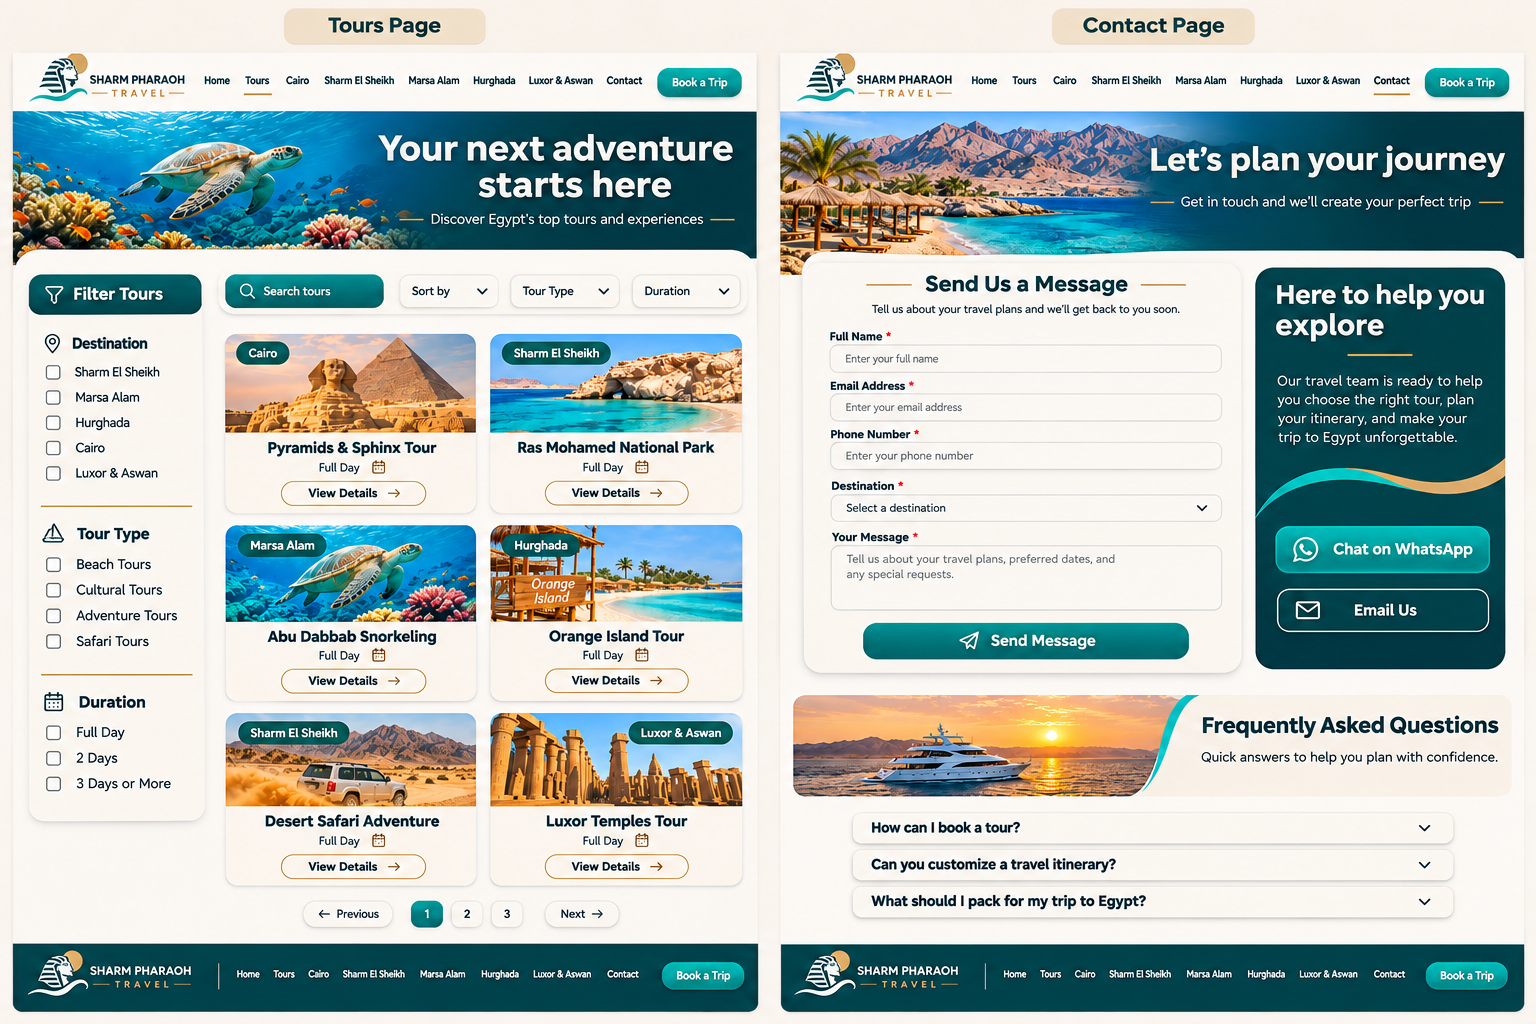 Tours Page
SHARM PHARAOH
TRAVEL
Home
Tours
Cairo
Sharm El Sheikh
Marsa Alam
Hurghada
Luxor & Aswan
Contact
Book a Trip
Your next adventure
starts here
Discover Egypt's top tours and experiences
Filter Tours
Destination
Sharm El Sheikh
Marsa Alam
Hurghada
Cairo
Luxor & Aswan
Tour Type
Beach Tours
Cultural Tours
Adventure Tours
Safari Tours
Duration
Full Day
2 Days
3 Days or More
Search tours
Sort by
Tour Type
Duration
Cairo
Pyramids & Sphinx Tour
Full Day
View Details →
Sharm El Sheikh
Ras Mohamed National Park
Full Day
View Details →
Marsa Alam
Abu Dabbab Snorkeling
Full Day
View Details →
Hurghada
Orange
Island
Orange Island Tour
Full Day
View Details →
Sharm El Sheikh
Desert Safari Adventure
Full Day
View Details →
Luxor & Aswan
Luxor Temples Tour
Full Day
View Details →
← Previous
1
2
3
Next →
SHARM PHARAOH
TRAVEL
Home
Tours
Cairo
Sharm El Sheikh
Marsa Alam
Hurghada
Luxor & Aswan
Contact
Book a Trip
Contact Page
SHARM PHARAOH
TRAVEL
Home
Tours
Cairo
Sharm El Sheikh
Marsa Alam
Hurghada
Luxor & Aswan
Contact
Book a Trip
Let's plan your journey
Get in touch and we'll create your perfect trip
Send Us a Message
Tell us about your travel plans and we'll get back to you soon.
Full Name *
Enter your full name
Email Address *
Enter your email address
Phone Number *
Enter your phone number
Destination *
Select a destination
Your Message *
Tell us about your travel plans, preferred dates, and
any special requests.
Send Message
Here to help you
explore
Our travel team is ready to help
you choose the right tour, plan
your itinerary, and make your
trip to Egypt unforgettable.
Chat on WhatsApp
Email Us
Frequently Asked Questions
Quick answers to help you plan with confidence.
How can I book a tour?
Can you customize a travel itinerary?
What should I pack for my trip to Egypt?
SHARM PHARAOH
TRAVEL
Home
Tours
Cairo
Sharm El Sheikh
Marsa Alam
Hurghada
Luxor & Aswan
Contact
Book a Trip